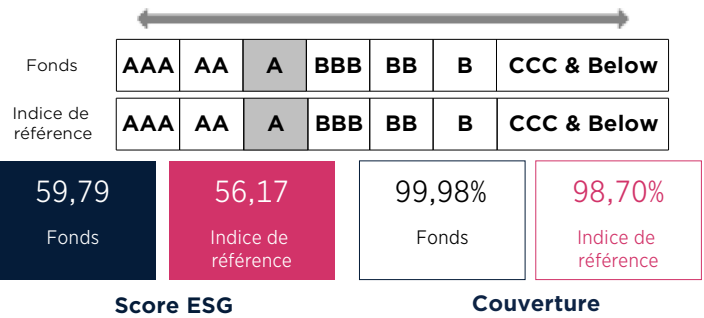 Fonds AAA AA A BBB BB B CCC & Below
Indice de
référence
AAA AA A BBB BB B CCC & Below
59,79 56,17 99,98% 98,70%
Fonds Indice de Fonds Indice de
référence référence
Score ESG Couverture